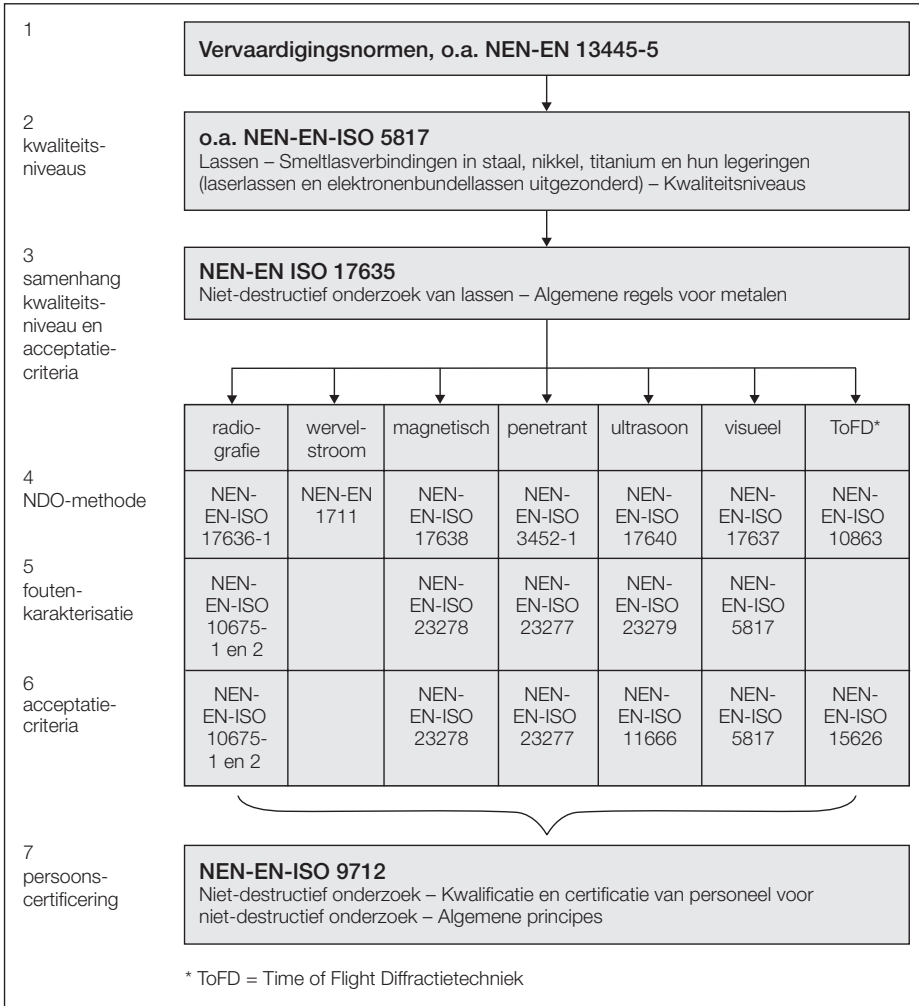 1
Vervaardigingsnormen, o.a. NEN-EN 13445-5
2
kwaliteits-
niveaus
o.a. NEN-EN-ISO 5817
Lassen – Smeltlasverbindingen in staal, nikkel, titanium en hun legeringen
(laserlassen en elektronenbundellassen uitgezonderd) – Kwaliteitsniveaus
3
samenhang
kwaliteits-
niveau en
acceptatie-
criteria
NEN-EN ISO 17635
Niet-destructief onderzoek van lassen – Algemene regels voor metalen
radio-
grafie
wervel-
stroom
magnetisch
penetrant
ultrasoon
visueel
ToFD*
4
NDO-methode
NEN-
EN-ISO
17636-1
NEN-EN
1711
NEN-
EN-ISO
17638
NEN-
EN-ISO
3452-1
NEN-
EN-ISO
17640
NEN-
EN-ISO
17637
NEN-
EN-ISO
10863
5
fouten-
karakterisatie
NEN-
EN-ISO
10675-
1 en 2
NEN-
EN-ISO
23278
NEN-
EN-ISO
23277
NEN-
EN-ISO
23279
NEN-
EN-ISO
5817
6
acceptatie-
criteria
NEN-
EN-ISO
10675-
1 en 2
NEN-
EN-ISO
23278
NEN-
EN-ISO
23277
NEN-
EN-ISO
11666
NEN-
EN-ISO
5817
NEN-
EN-ISO
15626
7
persoons-
certificering
NEN-EN-ISO 9712
Niet-destructief onderzoek – Kwalificatie en certificatie van personeel voor
niet-destructief onderzoek – Algemene principes
* ToFD = Time of Flight Diffractietechniek